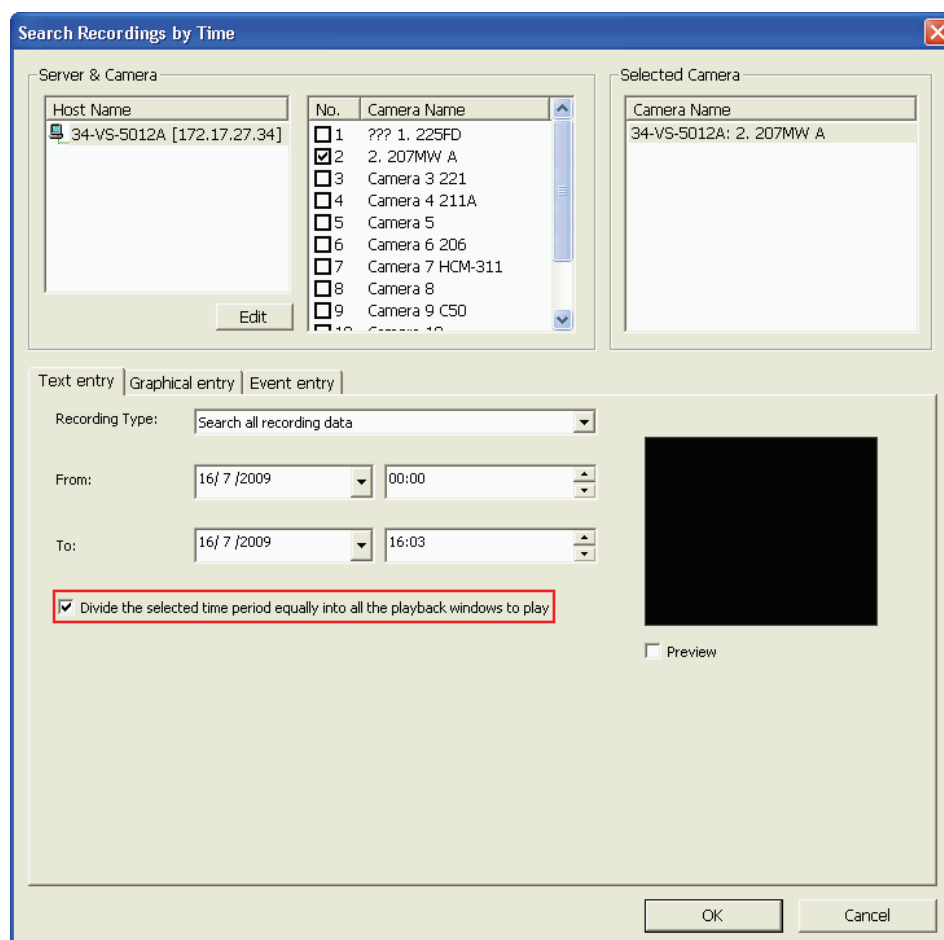 Search Recordings by Time
Server & Camera
Host Name
34-VS-5012A [172.17.27.34]
Edit
No. Camera Name
1 ??? 1. 225FD
2 2. 207MW A
3 Camera 3 221
4 Camera 4 211A
5 Camera 5
6 Camera 6 206
7 Camera 7 HCM-311
8 Camera 8
9 Camera 9 C50
Selected Camera
Camera Name
34-VS-5012A: 2. 207MW A
Text entry Graphical entry Event entry
Recording Type: Search all recording data
From: 16/ 7 /2009 00:00
To: 16/ 7 /2009 16:03
Divide the selected time period equally into all the playback windows to play
Preview
OK Cancel